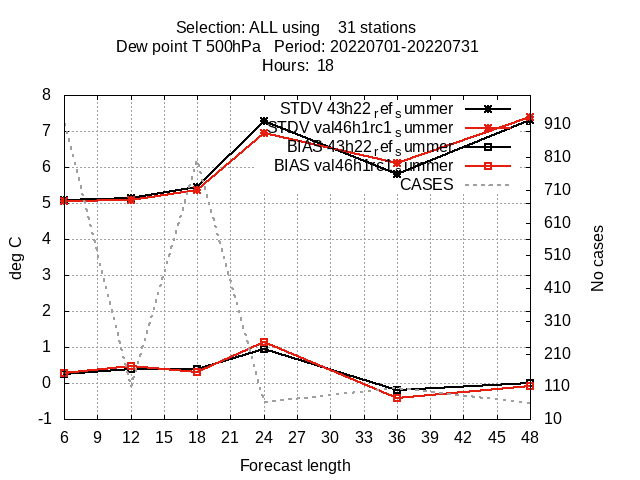 Selection: ALL using    31 stations
Dew point T 500hPa   Period: 20220701-20220731
Hours: 18
STDV 43h22_ref_summer
STDV val46h1rc1_summer
BIAS 43h22_ref_summer
BIAS val46h1rc1_summer
CASES
8
7
6
5
4
3
2
1
0
-1
deg C
910
810
710
610
510
410
310
210
110
10
No cases
6 9 12 15 18 21 24 27 30 33 36 39 42 45 48
Forecast length